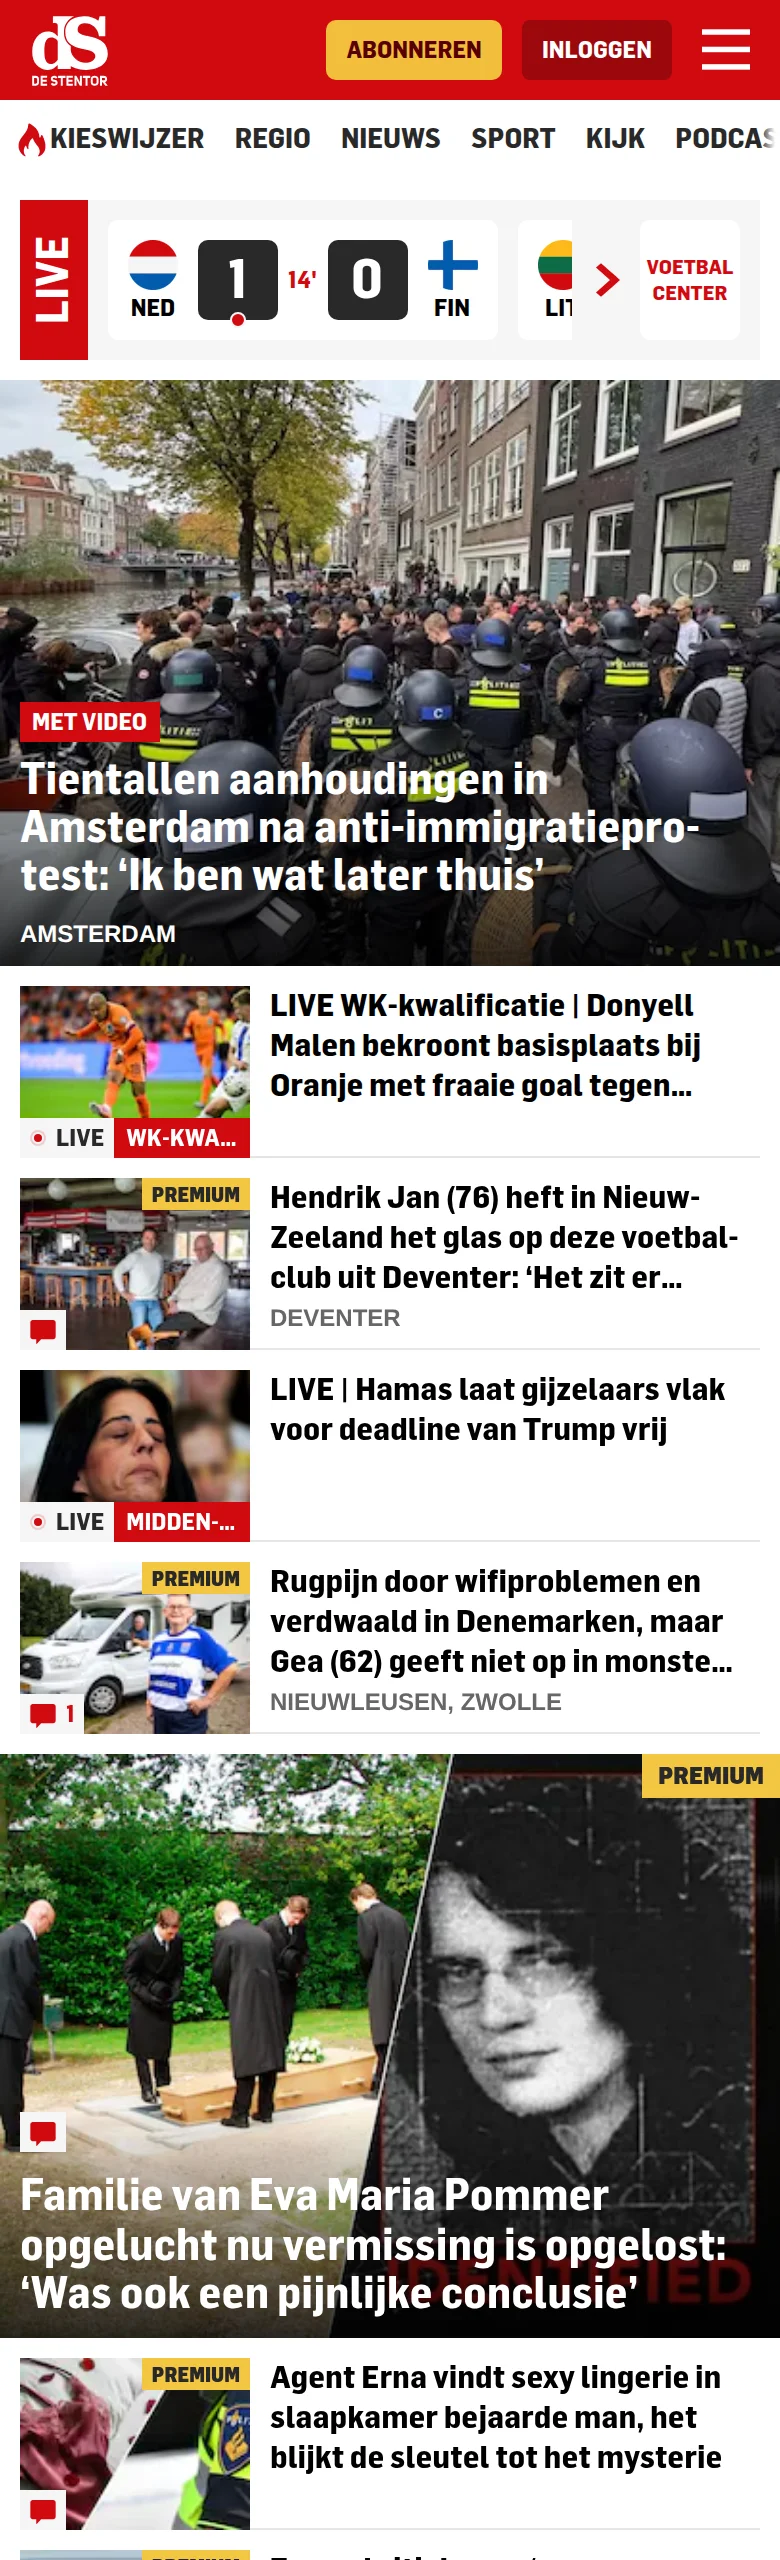 dS
DE STENTOR
ABONNEREN
INLOGGEN
KIESWIJZER REGIO NIEUWS SPORT KIJK PODCAS
LIVE
NED
1
14'
0
FIN
LIT
VOETBAL
CENTER
MET VIDEO
Tientallen aanhoudingen in
Amsterdam na anti-immigratiepro-
test: ‘Ik ben wat later thuis’
AMSTERDAM
LIVE WK-kwalificatie | Donyell
Malen bekroont basisplaats bij
Oranje met fraaie goal tegen...
LIVE WK-KWA...
PREMIUM
Hendrik Jan (76) heft in Nieuw-
Zeeland het glas op deze voetbal-
club uit Deventer: ‘Het zit er...
DEVENTER
LIVE | Hamas laat gijzelaars vlak
voor deadline van Trump vrij
LIVE MIDDEN-...
PREMIUM
Rugpijn door wifiproblemen en
verdwaald in Denemarken, maar
Gea (62) geeft niet op in monste...
1
NIEUWLEUSEN, ZWOLLE
PREMIUM
Familie van Eva Maria Pommer
opgelucht nu vermissing is opgelost:
‘Was ook een pijnlijke conclusie’
PREMIUM
Agent Erna vindt sexy lingerie in
slaapkamer bejaarde man, het
blijkt de sleutel tot het mysterie